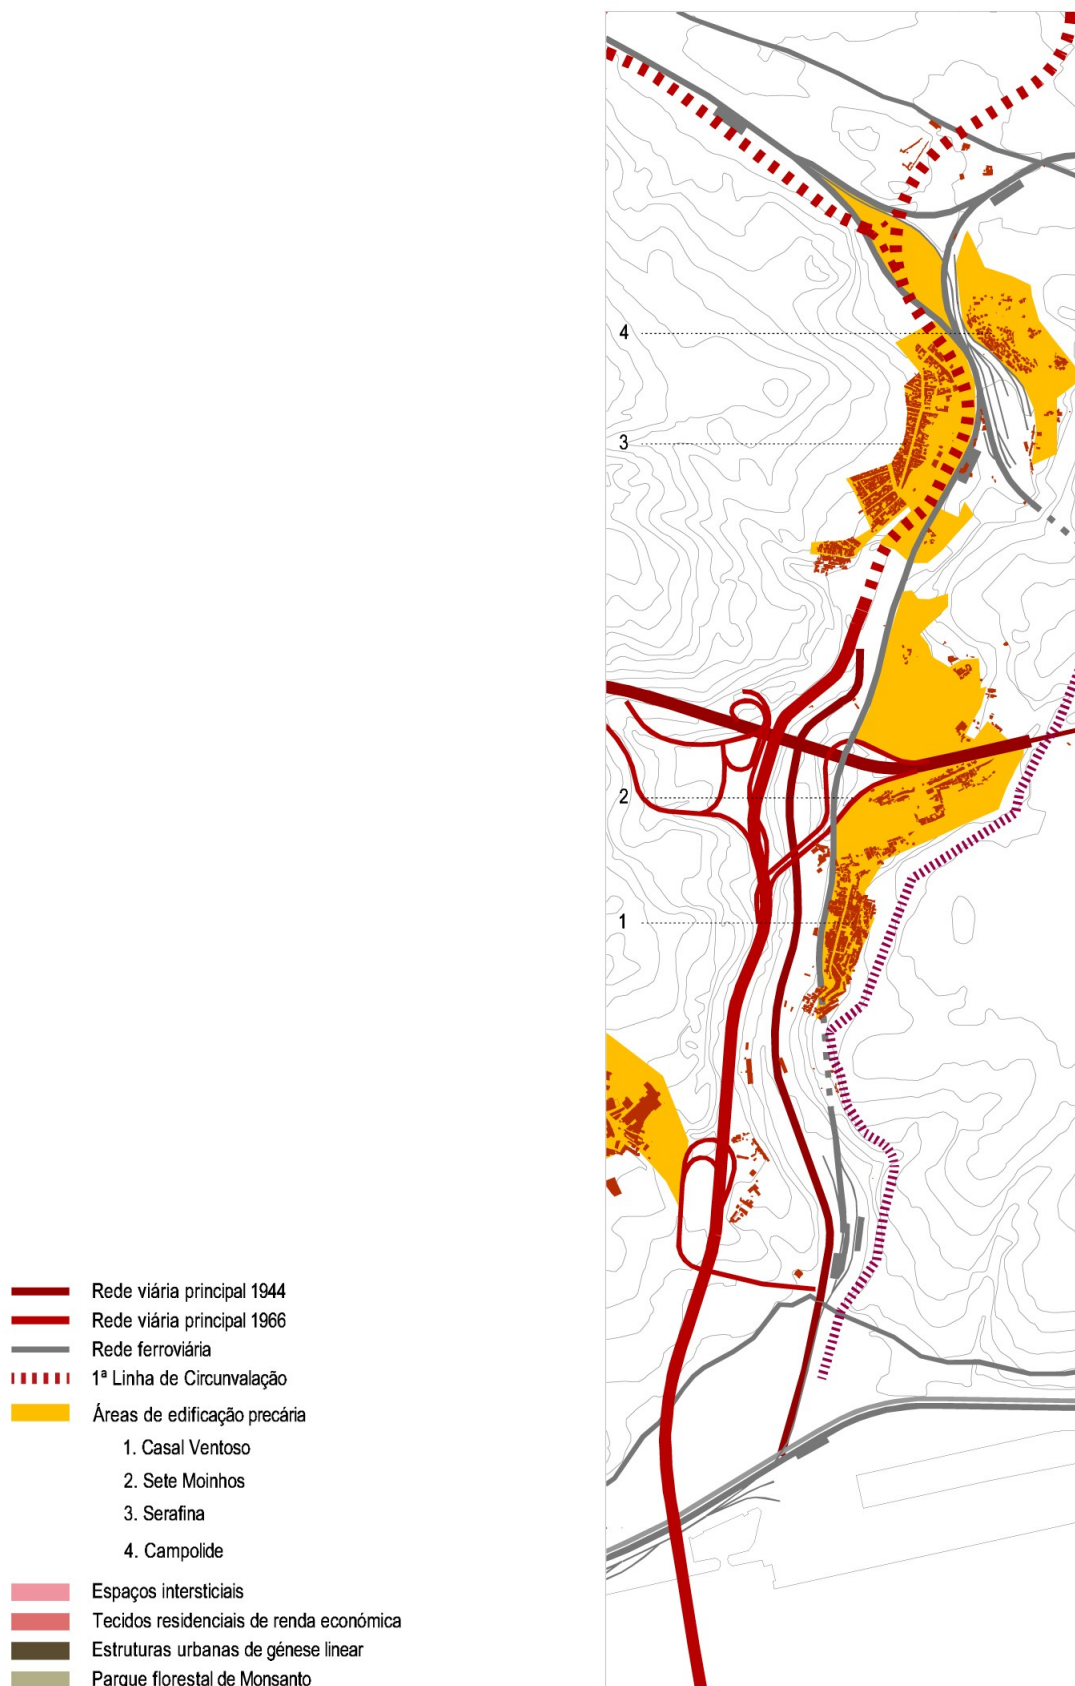 4
3
2
1
Rede viária principal 1944
Rede viária principal 1966
Rede ferroviária
1ª Linha de Circunvalação
Áreas de edificação precária
1. Casal Ventoso
2. Sete Moinhos
3. Serafina
4. Campolide
Espaços intersticiais
Tecidos residenciais de renda económica
Estruturas urbanas de génese linear
Parque florestal de Monsanto